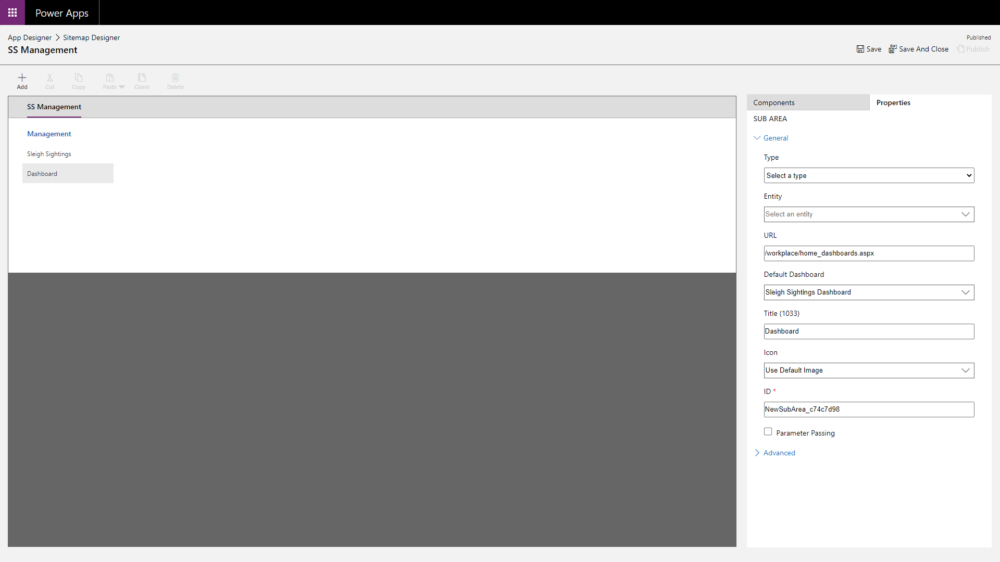 Power Apps
App Designer Sitemap Designer
SS Management
Published
Save Save And Close Publish
Add Cut Copy Paste Clone Delete
SS Management
Management
Sleigh Sightings
Dashboard
Components Properties
SUB AREA
General
Type
Select a type
Entity
Select an entity
URL
/workplace/home_dashboards.aspx
Default Dashboard
Sleigh Sightings Dashboard
Title (1033)
Dashboard
Icon
Use Default Image
ID *
NewSubArea_c74c7d98
Parameter Passing
Advanced